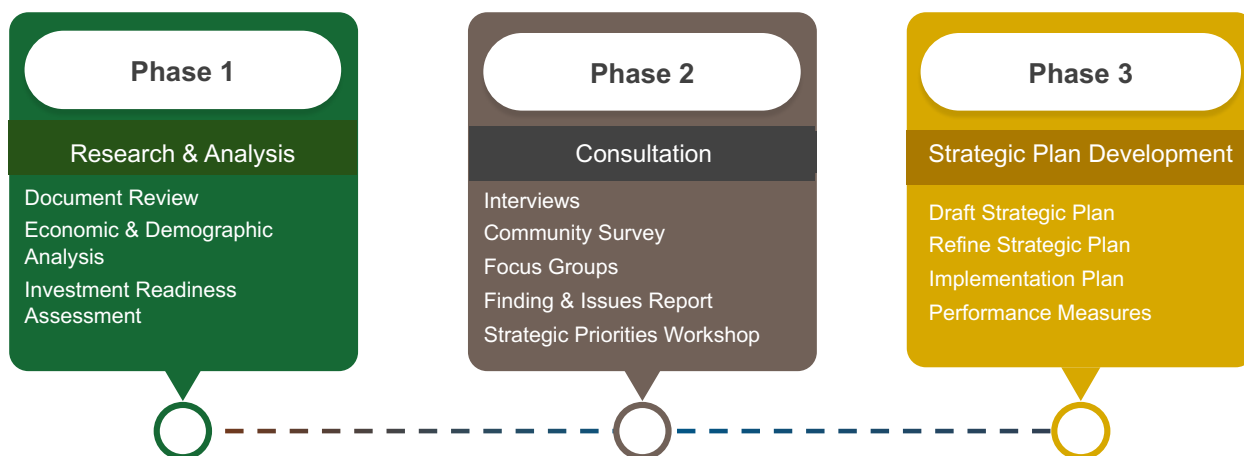 Phase 1
Research & Analysis
Document Review
Economic & Demographic
Analysis
Investment Readiness
Assessment
Phase 2
Consultation
Interviews
Community Survey
Focus Groups
Finding & Issues Report
Strategic Priorities Workshop
Phase 3
Strategic Plan Development
Draft Strategic Plan
Refine Strategic Plan
Implementation Plan
Performance Measures